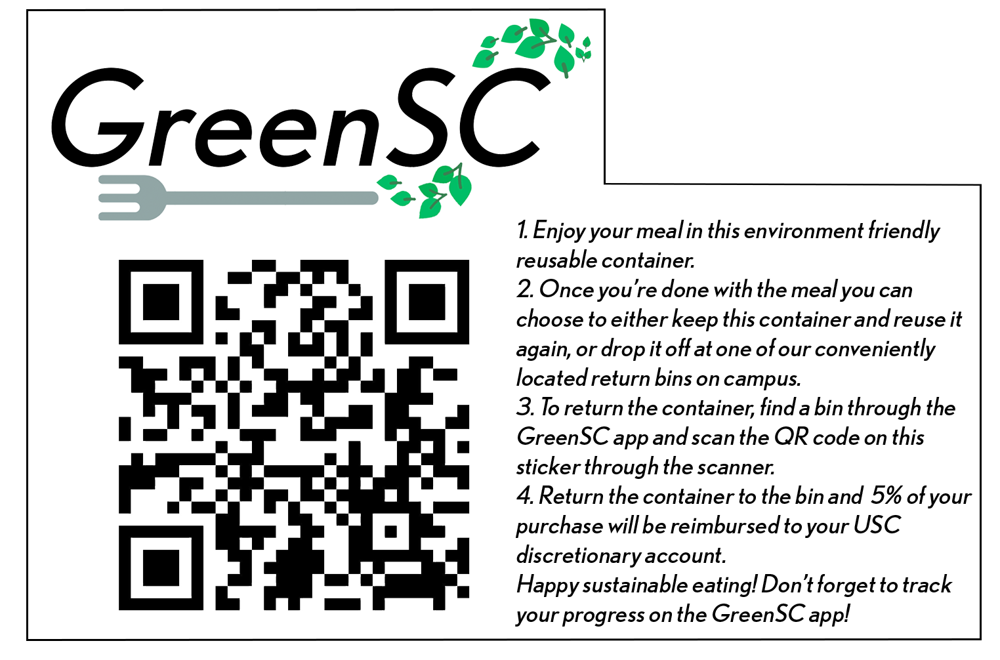 GreenSC
1. Enjoy your meal in this environment friendly
reusable container.
2. Once you're done with the meal you can
choose to either keep this container and reuse it
again, or drop it off at one of our conveniently
located return bins on campus.
3. To return the container, find a bin through the
GreenSC app and scan the QR code on this
sticker through the scanner.
4. Return the container to the bin and 5% of your
purchase will be reimbursed to your USC
discretionary account.
Happy sustainable eating! Don't forget to track
your progress on the GreenSC app!